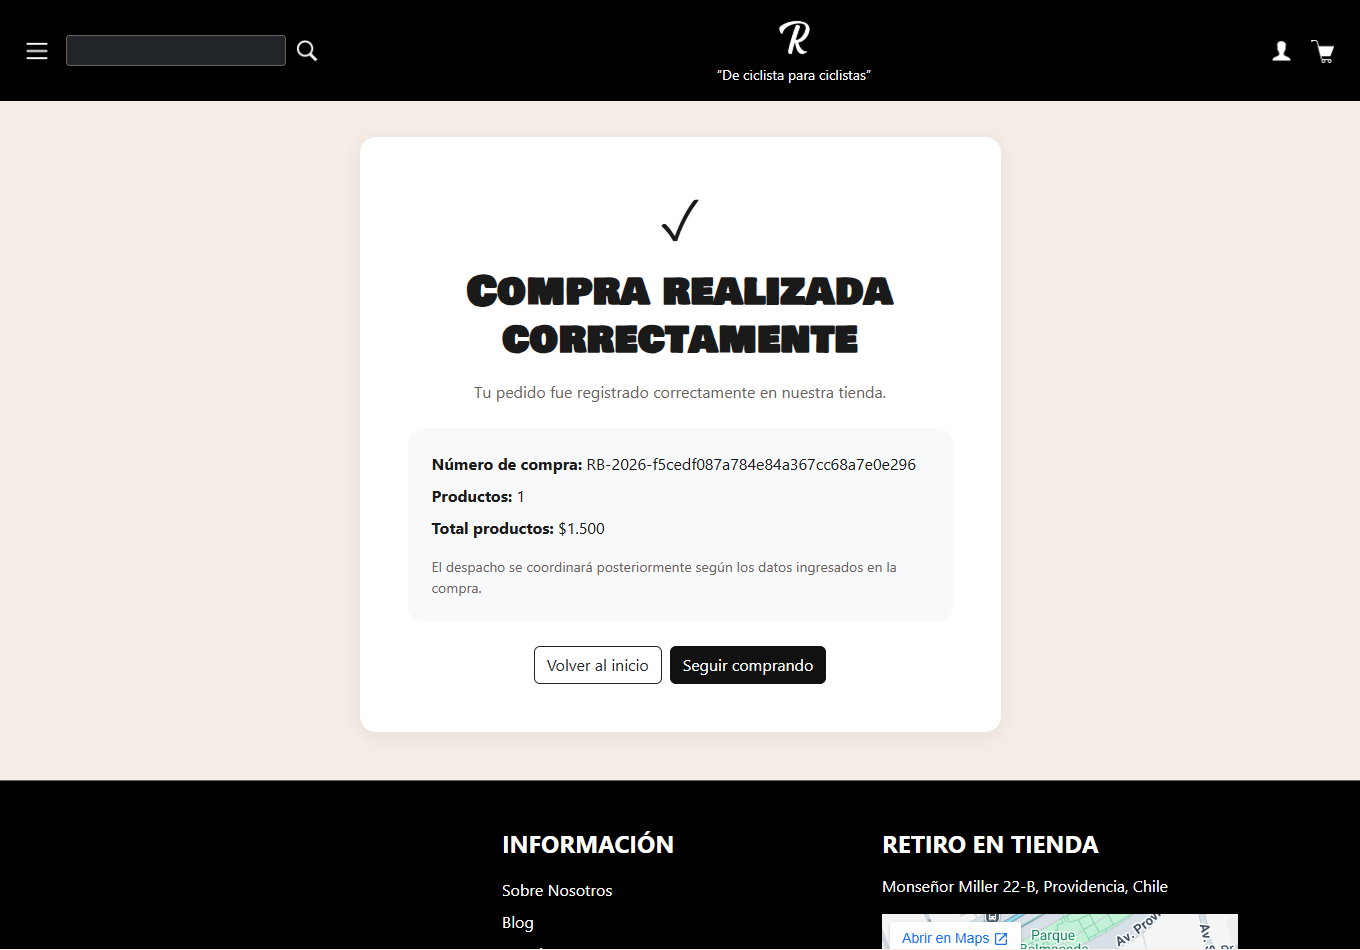 R
“De ciclista para ciclistas”
Compra realizada
correctamente
Tu pedido fue registrado correctamente en nuestra tienda.
Número de compra: RB-2026-f5cedf087a784e84a367cc68a7e0e296
Productos: 1
Total productos: $1.500
El despacho se coordinará posteriormente según los datos ingresados en la
compra.
Volver al inicio
Seguir comprando
INFORMACIÓN
Sobre Nosotros
Blog
RETIRO EN TIENDA
Monseñor Miller 22-B, Providencia, Chile
Abrir en Maps
Parque
Av. Prov
Av. S